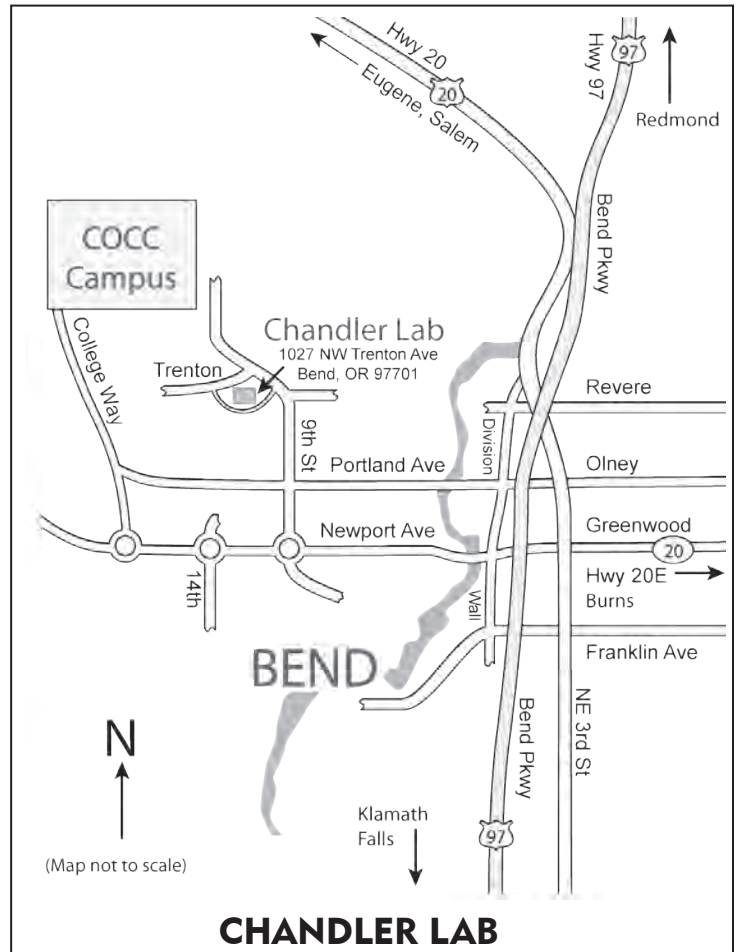 Hwy 20
20
Eugene, Salem
Hwy 97
97
Redmond
Bend Pkwy
COCC
Campus
College Way
Trenton
Chandler Lab
1027 NW Trenton Ave
Bend, OR 97701
9th St
Division
Revere
Portland Ave
Olney
Newport Ave
Greenwood
20
Hwy 20E
Burns
14th
Wall
BEND
Franklin Ave
N
Bend Pkwy
NE 3rd St
(Map not to scale)
Klamath
Falls
97
CHANDLER LAB